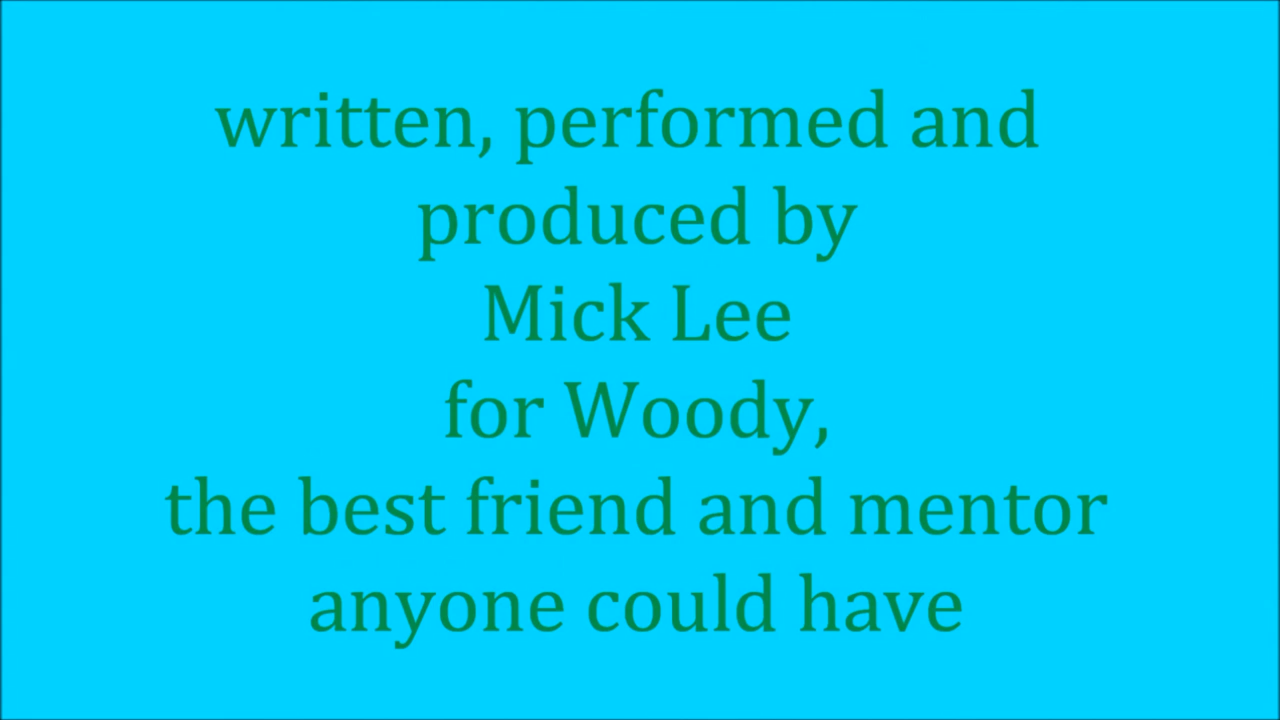 written, performed and
produced by
Mick Lee
for Woody,
the best friend and mentor
anyone could have